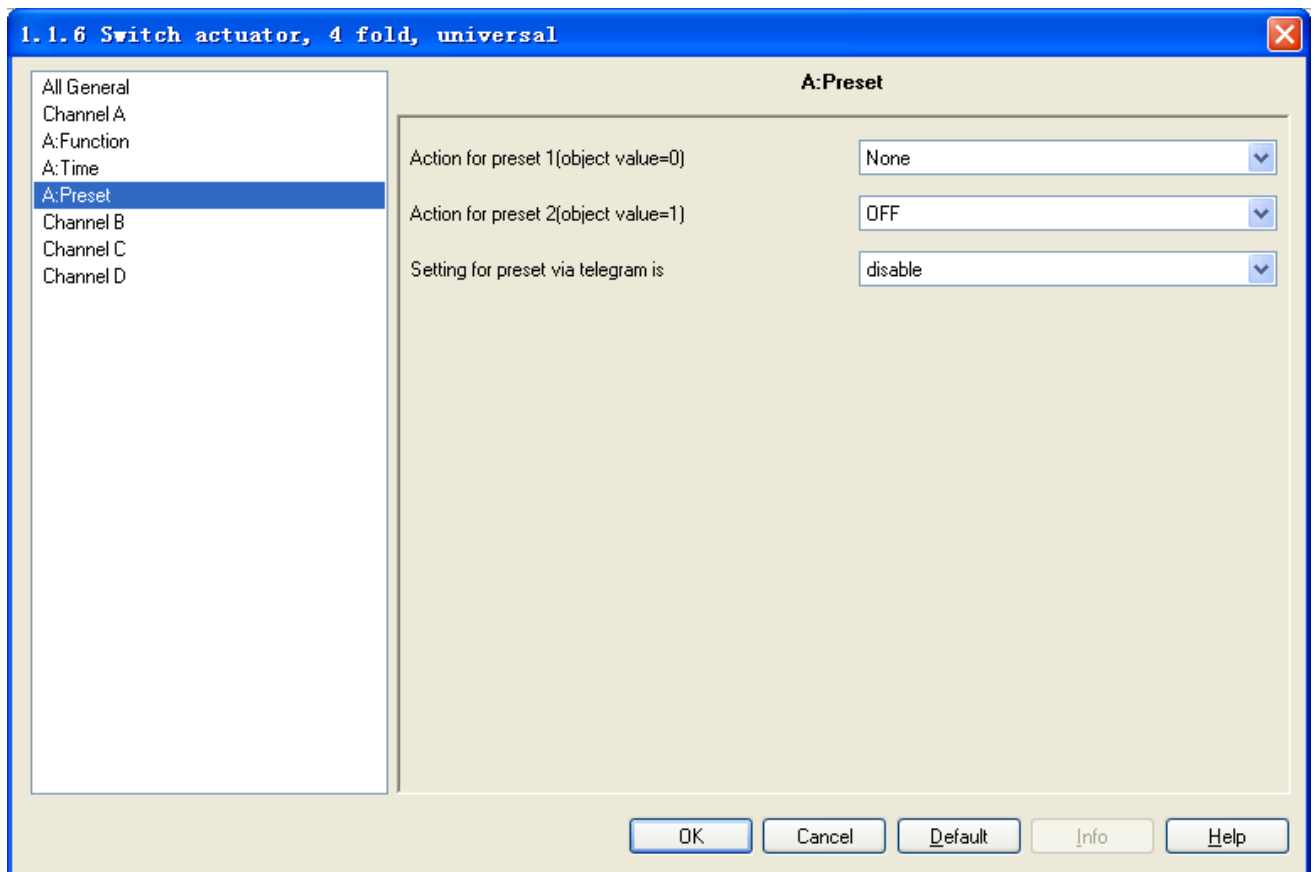 1.1.6 Switch actuator, 4 fold, universal
All General
Channel A
A:Function
A:Time
A:Preset
Channel B
Channel C
Channel D
A:Preset
Action for preset 1(object value=0)
None
Action for preset 2(object value=1)
OFF
Setting for preset via telegram is
disable
OK
Cancel
Default
Info
Help